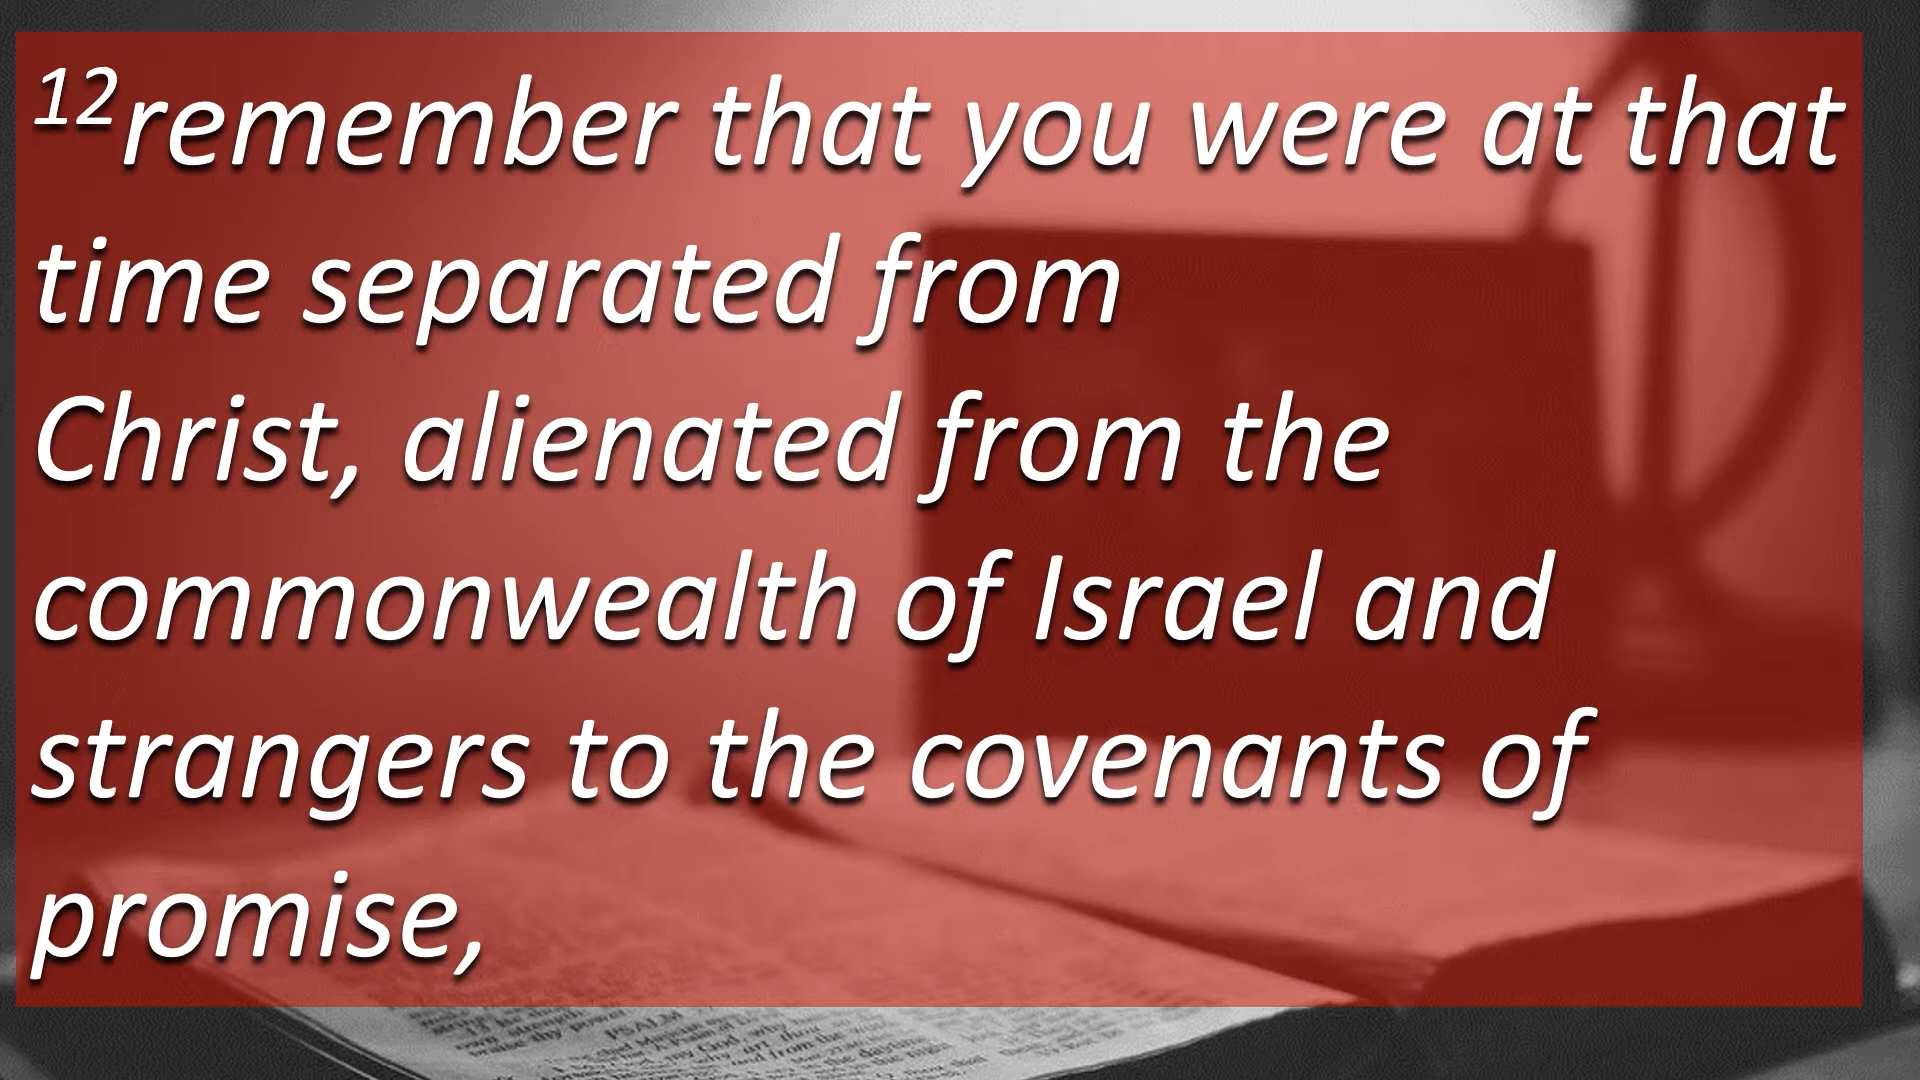 12remember that you were at that
time separated from
Christ, alienated from the
commonwealth of Israel and
strangers to the covenants of
promise,
PSALM